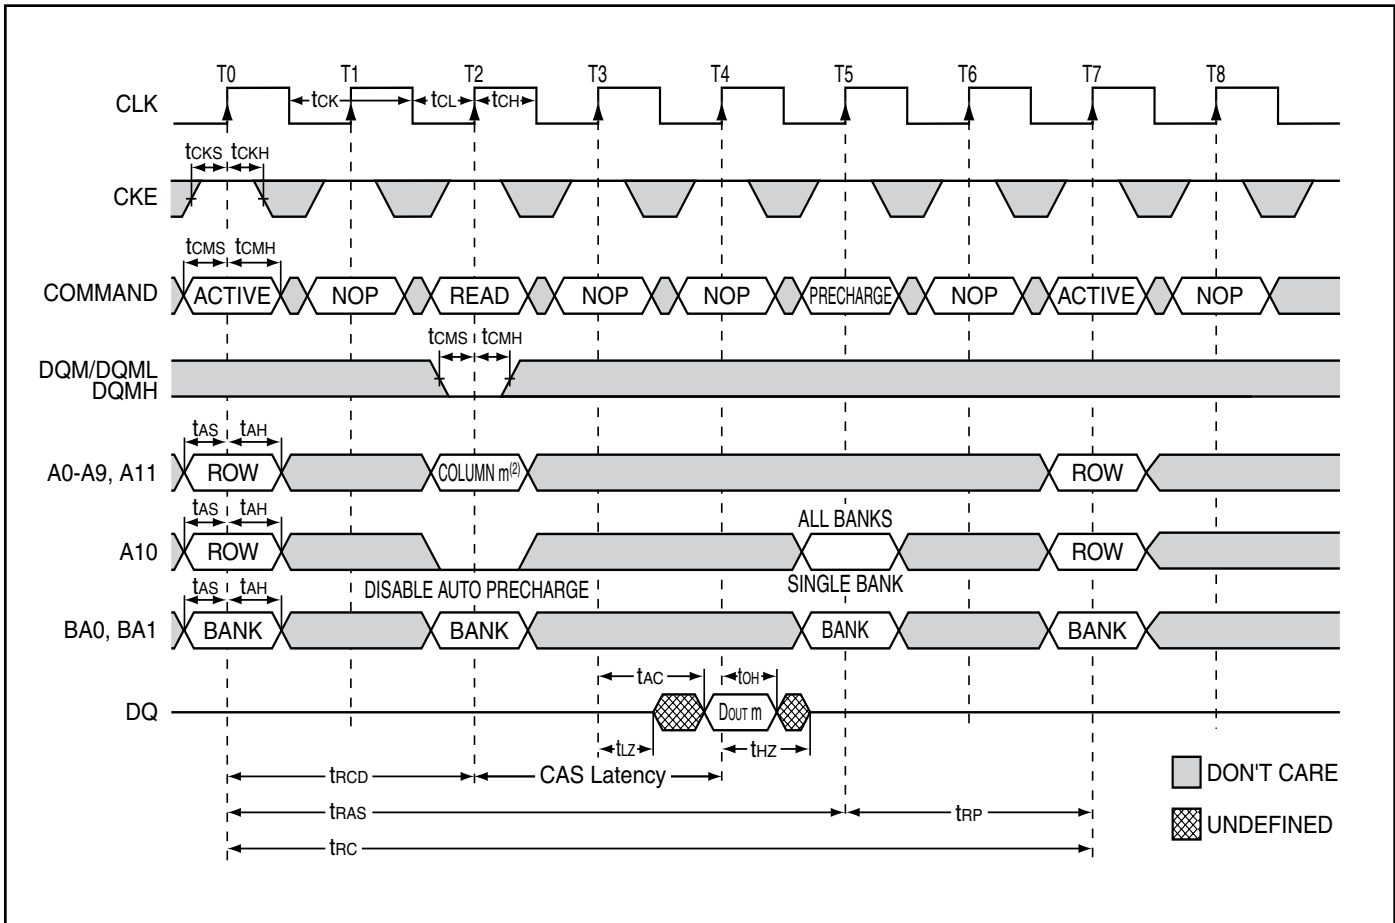 T0 T1 T2 T3 T4 T5 T6 T7 T8
CLK tCK tCL tCH
tCKS tCKH
CKE
tCMS tCMH
COMMAND ACTIVE NOP READ NOP NOP PRECHARGE NOP ACTIVE NOP
tCMS tCMH
DQM/DQML
DQMH
tAS tAH
A0-A9, A11 ROW COLUMN m(2) ROW
tAS tAH ALL BANKS
A10 ROW ROW
DISABLE AUTO PRECHARGE SINGLE BANK
tAS tAH
BA0, BA1 BANK BANK BANK BANK
tAC tOH
DQ DOUT m
tLZ tHZ
tRCD CAS Latency DON'T CARE
tRAS tRP
UNDEFINED
tRC